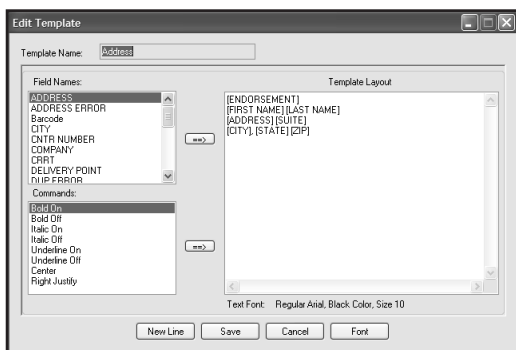 Edit Template
Template Name: Address
Field Names:
ADDRESS
ADDRESS ERROR
Barcode
CITY
CNTR NUMBER
COMPANY
CRRT
DELIVERY POINT
DUP ERROR
==>
Commands:
Bold On
Bold Off
Italic On
Italic Off
Underline On
Underline Off
Center
Right Justify
==>
Template Layout
[ENDORSEMENT]
[FIRST NAME] [LAST NAME]
[ADDRESS] [SUITE]
[CITY], [STATE] [ZIP]
Text Font: Regular Arial, Black Color, Size 10
New Line Save Cancel Font